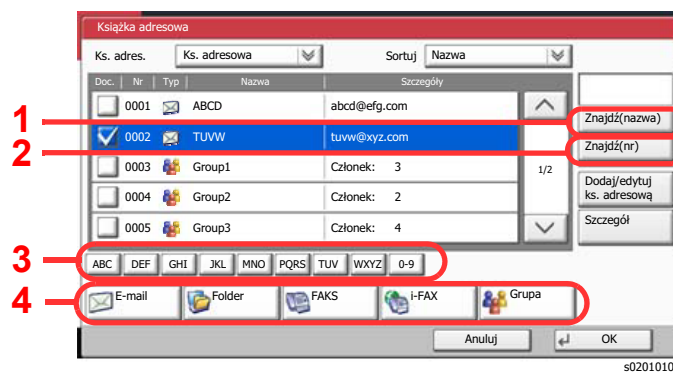 Książka adresowa
Ks. adres. Ks. adresowa Sortuj Nazwa
Doc. Nr Typ Nazwa Szczegóły
0001 ABCD abcd@efg.com
0002 TUVW tuvw@xyz.com
0003 Group1 Członek: 3
0004 Group2 Członek: 2
0005 Group3 Członek: 4
1/2
Znajdź(nazwa)
Znajdź(nr)
Dodaj/edytuj
ks. adresową
Szczegół
1
2
3
4
ABC DEF GHI JKL MNO PQRS TUV WXYZ 0-9
E-mail Folder FAKS i-FAX Grupa
Anuluj OK
s0201010